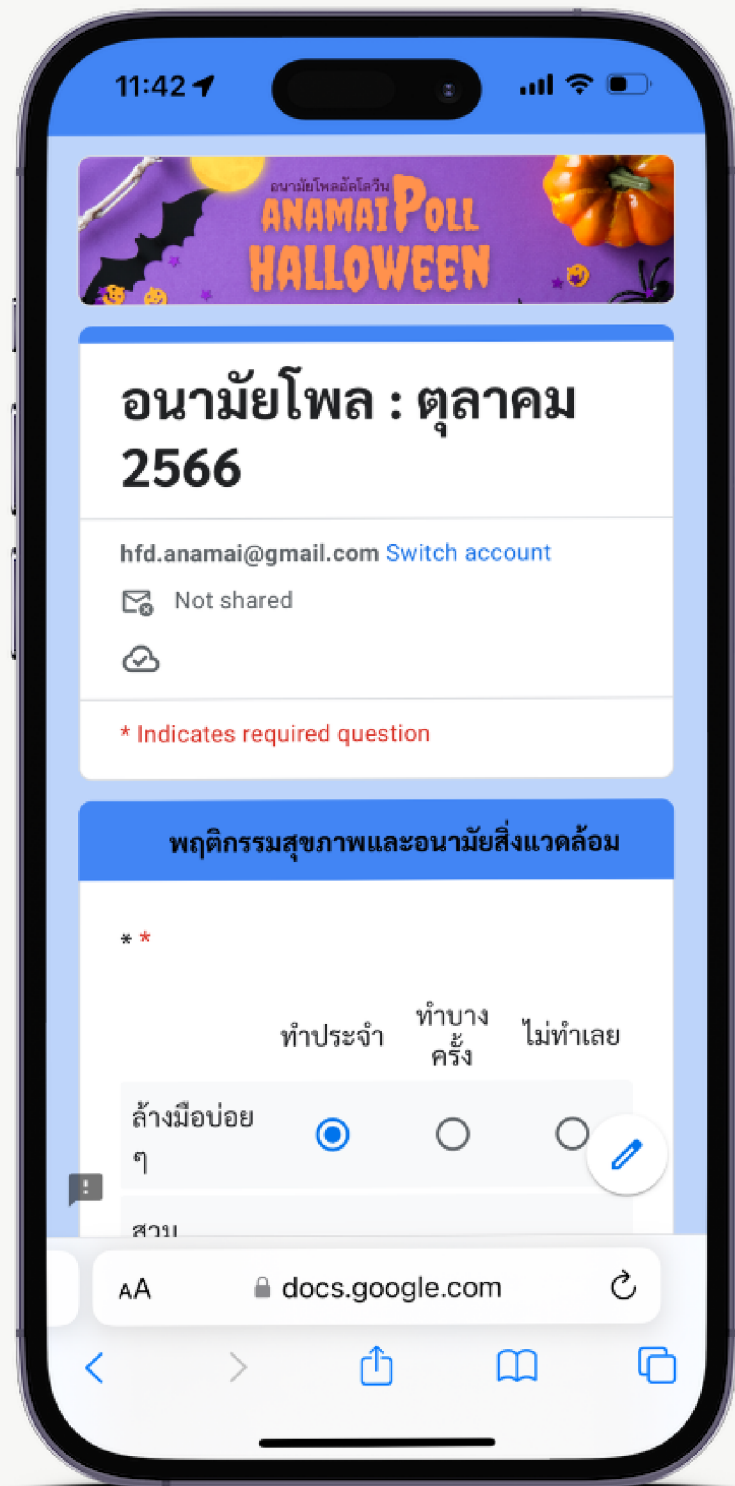 11:42
อนามัยโพลฮัลโลวีน
ANAMAI POLL
HALLOWEEN
อนามัยโพล : ตุลาคม
2566
hfd.anamai@gmail.com Switch account
Not shared
* Indicates required question
พฤติกรรมสุขภาพและอนามัยสิ่งแวดล้อม
* *
ทำประจำ ทำบาง ไม่ทำเลย
ครั้ง
ล้างมือบ่อย
ๆ
สวม
AA docs.google.com